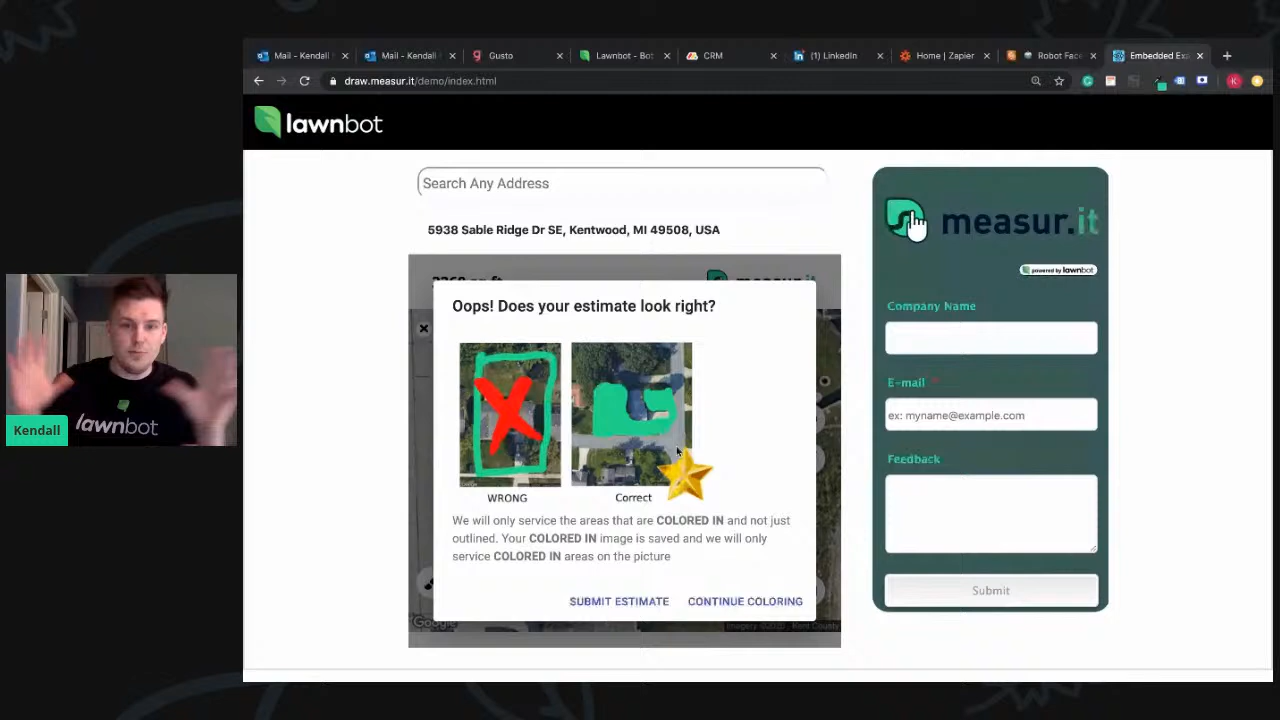 Mail - Kendall
Mail - Kendall
Gusto
Lawnbot - Bot
CRM
(1) LinkedIn
Home | Zapier
Robot Face
Embedded Exa
draw.measur.it/demo/index.html
lawnbot
Search Any Address
5938 Sable Ridge Dr SE, Kentwood, MI 49508, USA
measur.it
powered by lawnbot
Oops! Does your estimate look right?
WRONG
Correct
We will only service the areas that are COLORED IN and not just
outlined. Your COLORED IN image is saved and we will only
service COLORED IN areas on the picture
SUBMIT ESTIMATE
CONTINUE COLORING
Google
Company Name
E-mail *
ex: myname@example.com
Feedback
Submit
Kendall
lawnbot